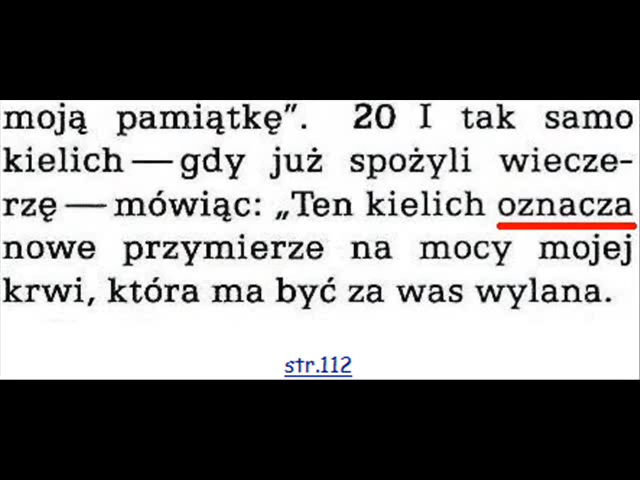 moją pamiątkę". 20 I tak samo
kielich — gdy już spożyli wiecze-
rzę — mówiąc: „Ten kielich oznacza
nowe przymierze na mocy mojej
krwi, która ma być za was wylana.
str.112